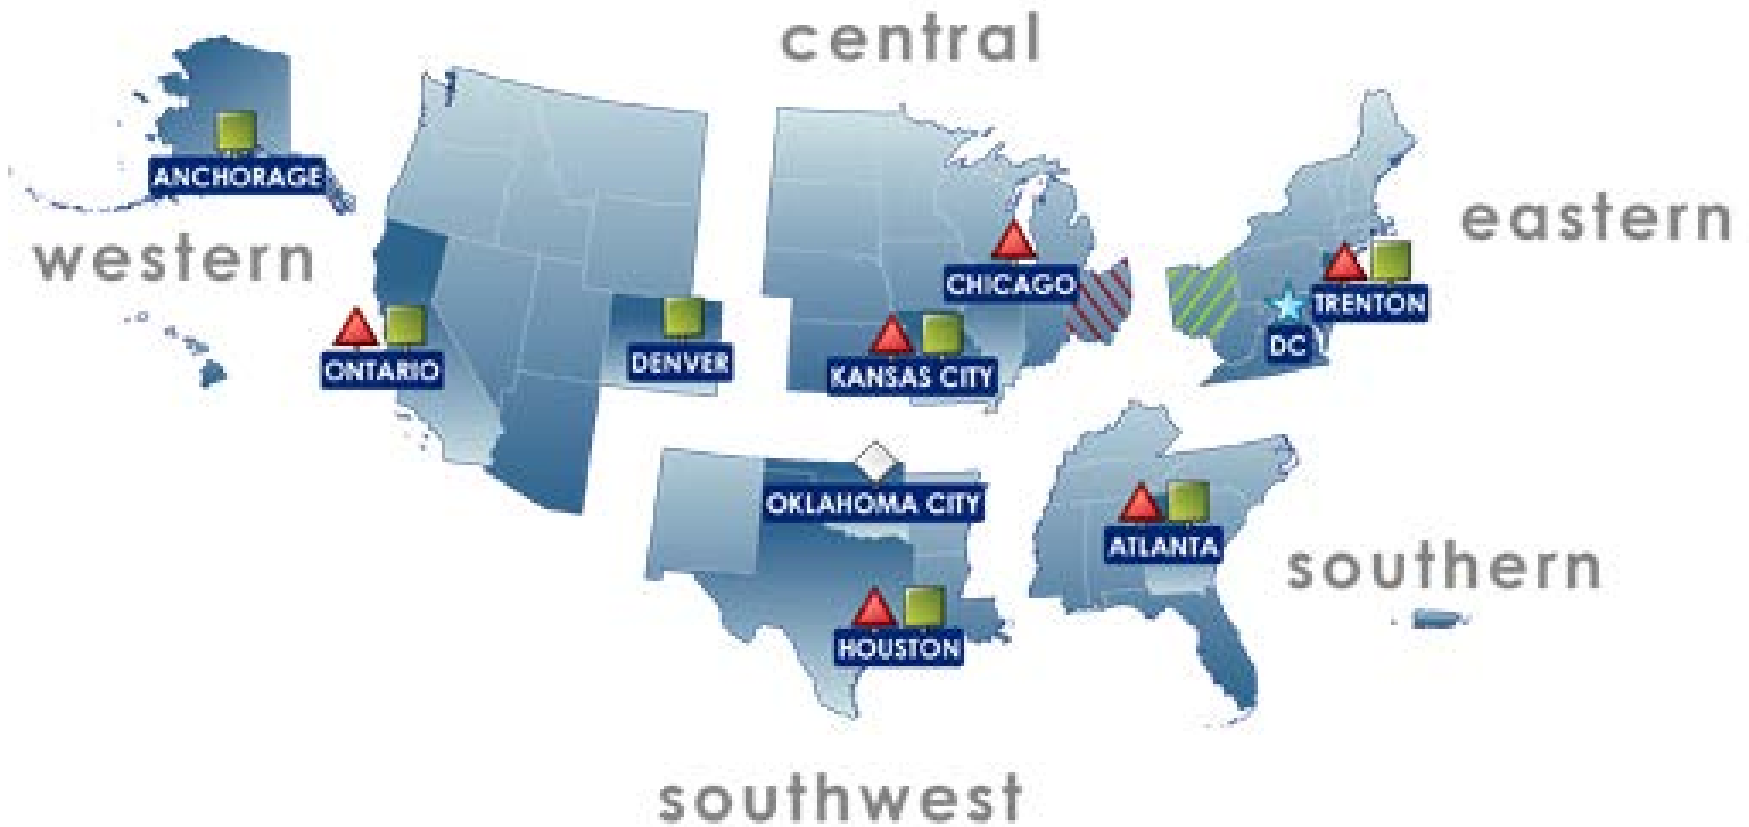 central
ANCHORAGE
eastern
western
CHICAGO
TRENTON
DC
ONTARIO
DENVER
KANSAS CITY
OKLAHOMA CITY
ATLANTA
southern
HOUSTON
southwest